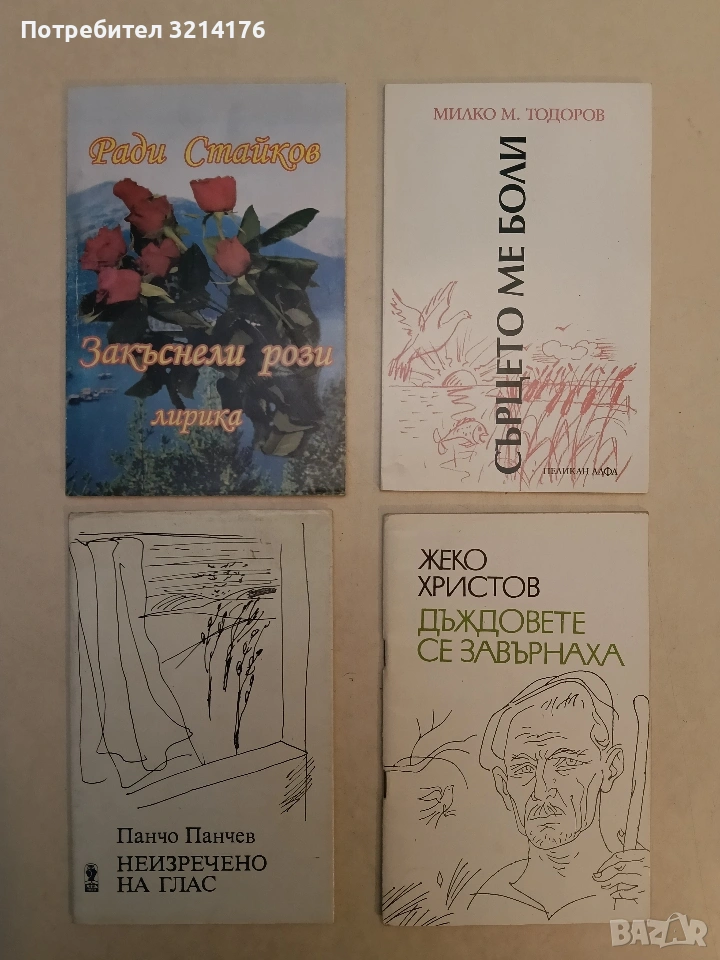 Потребител 3214176
Ради Стайков
Закъснели рози
лирика
МИЛКО М. ТОДОРОВ
СЪРЦЕТО МЕ БОЛИ
ПЕЛИКАН АЛФА
Панчо Панчев
НЕИЗРЕЧЕНО
НА ГЛАС
ЖЕКО
ХРИСТОВ
ДЪЖДОВЕТЕ
СЕ ЗАВЪРНАХА
BAZAR